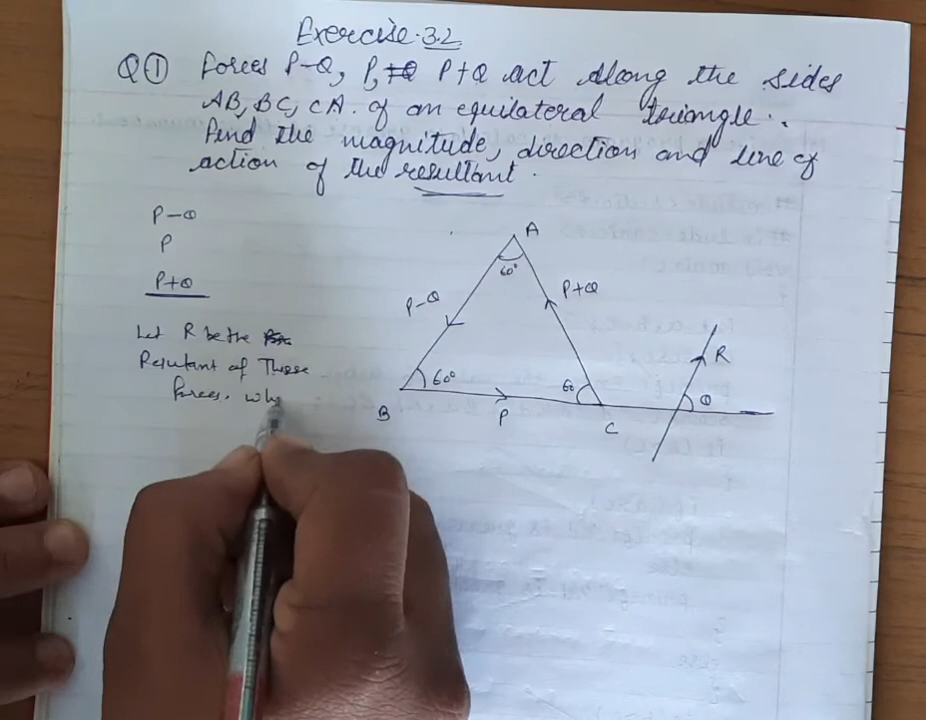 Exercise 3.2
Q① Forces P-Q, P, P+Q act along the sides
AB, BC, CA. of an equilateral triangle.
Find the magnitude, direction and line of
action of the resultant.
P-Q
P
P+Q
Let R be the
Resultant of These
forces. whe
A
60°
P-Q
P+Q
60°
60
B
P
C
R
θ